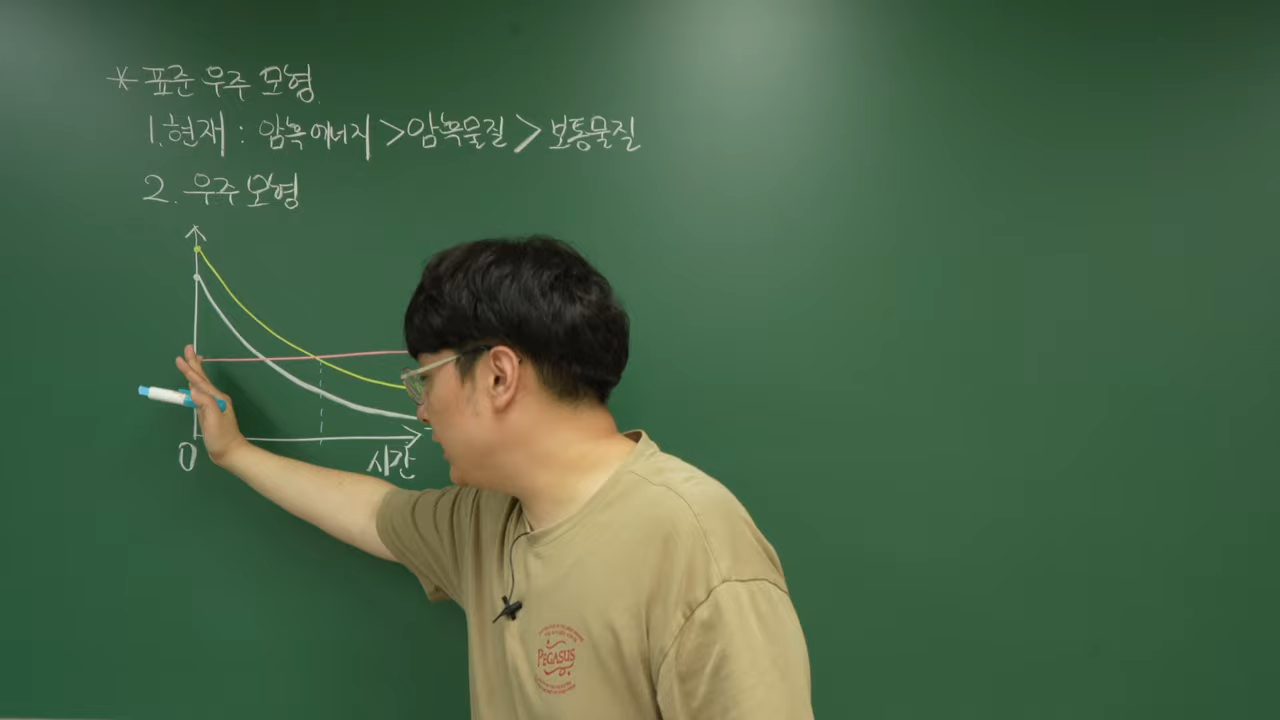 * 표준 우주 모형
1. 현재 : 암흑에너지 > 암흑물질 > 보통물질
2. 우주 모형
0
시간
PEGASUS